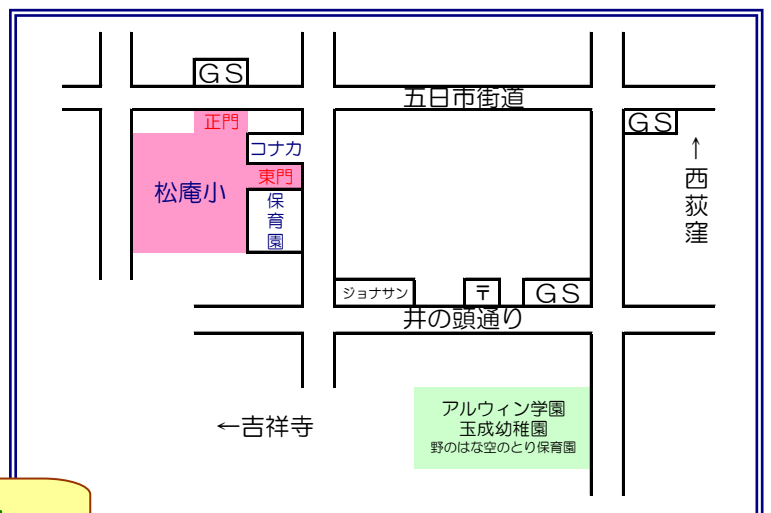 ＧＳ
五日市街道
正門
ＧＳ
コナカ
↑
西
荻
窪
東門
松庵小
保
育
園
ジョナサン
〒
ＧＳ
井の頭通り
アルウィン学園
玉成幼稚園
野のはな空のとり保育園
←吉祥寺